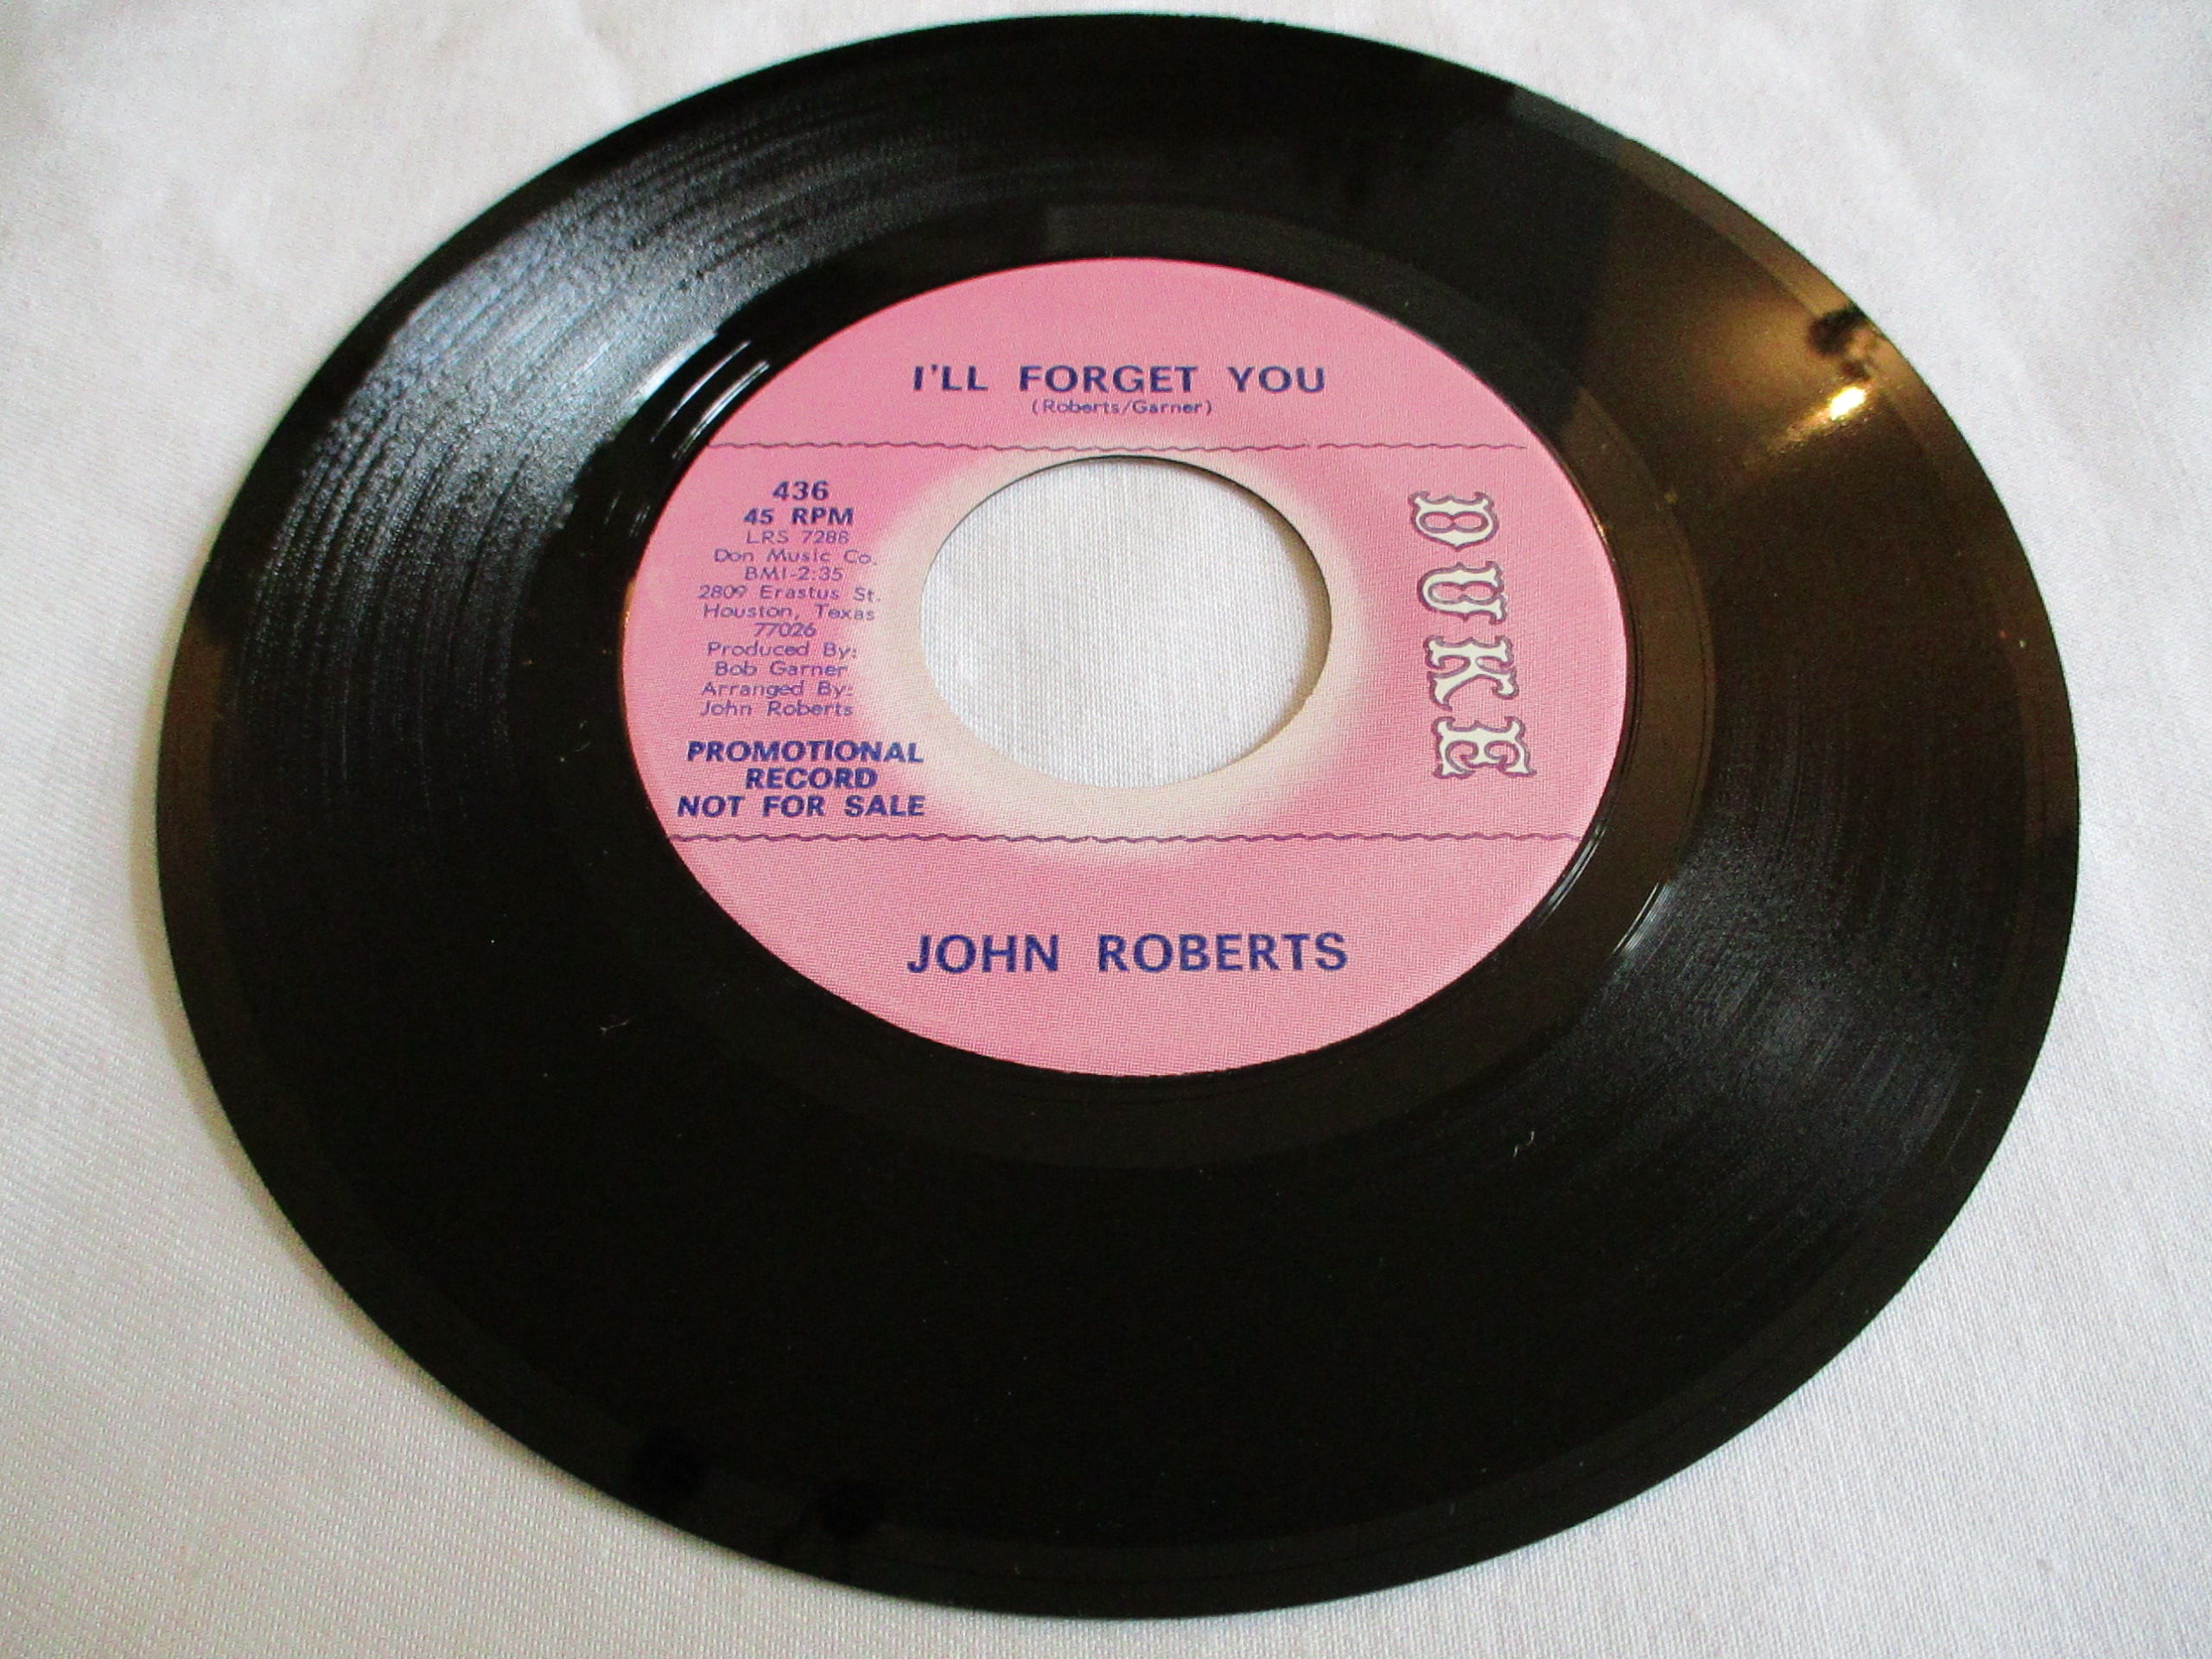 I'LL FORGET YOU
(Roberts/Garner)
436
45 RPM
LRS 7288
Don Music Co.
BMI-2:35
2809 Erastus St.
Houston, Texas
77026
Produced By:
Bob Garner
Arranged By:
John Roberts
PROMOTIONAL
RECORD
NOT FOR SALE
DUKE
JOHN ROBERTS